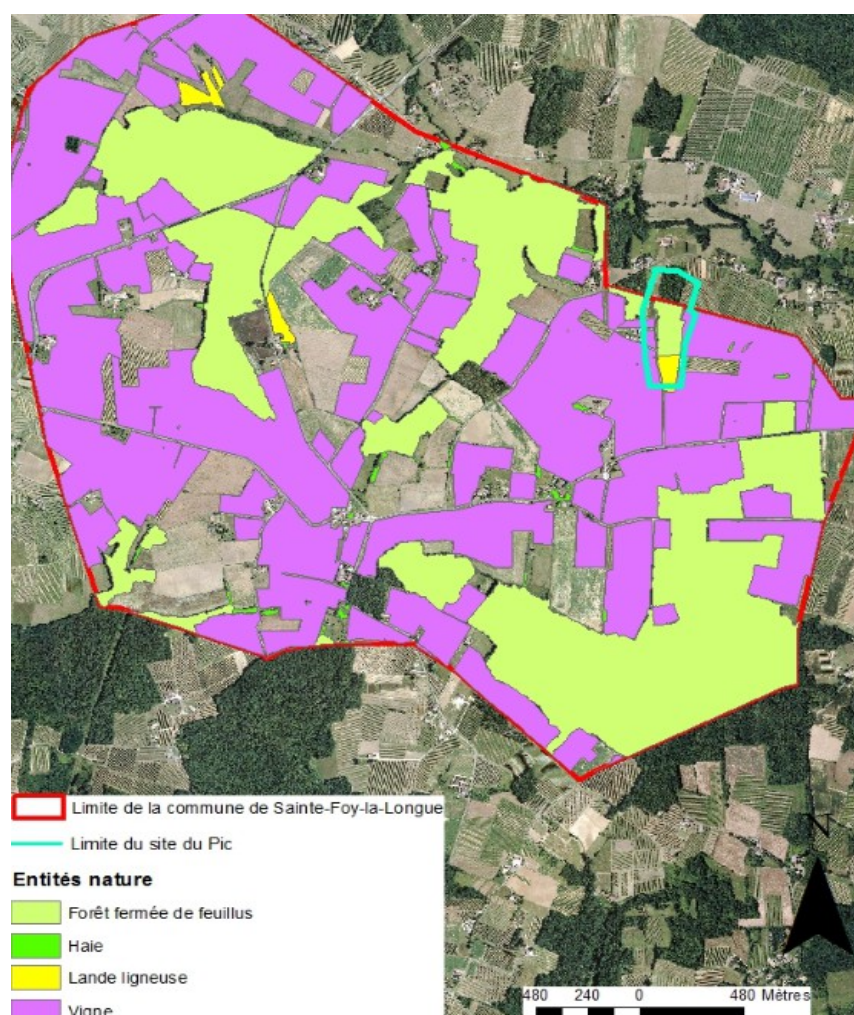 Limite de la commune de Sainte-Foy-la-Longue
Limite du site du Pic
Entités nature
Forêt fermée de feuillus
Haie
Lande ligneuse
Vigne
N
480 240 0 480 Mètres